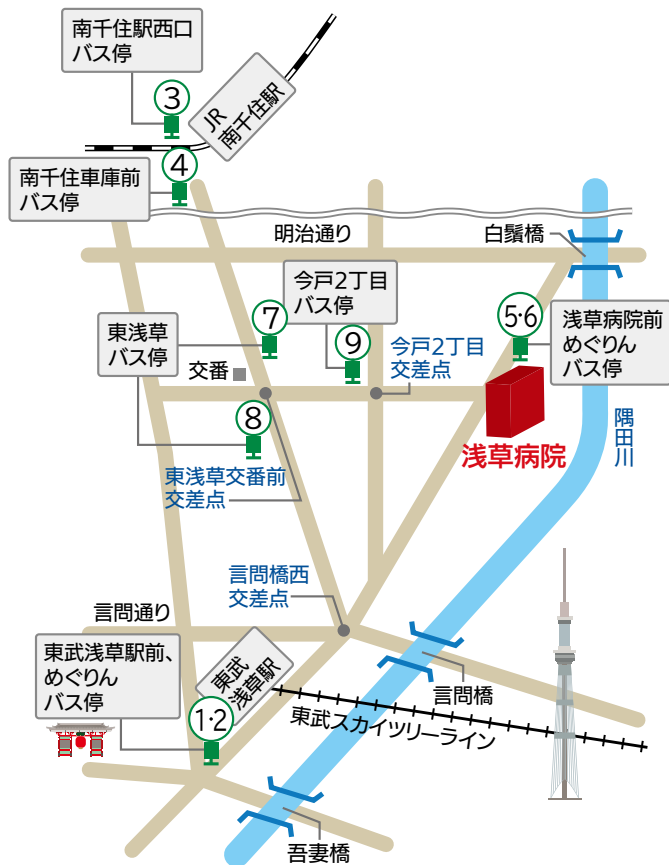 南千住駅西口
バス停
3
JR
南千住駅
4
南千住車庫前
バス停
明治通り
白鬚橋
今戸2丁目
バス停
7
9
5·6
浅草病院前
めぐりん
バス停
東浅草
バス停
今戸2丁目
交差点
交番
8
浅草病院
隅田川
東浅草交番前
交差点
言問橋西
交差点
言問通り
東武浅草駅前、
めぐりん
バス停
東武
浅草駅
1·2
言問橋
東武スカイツリーライン
吾妻橋